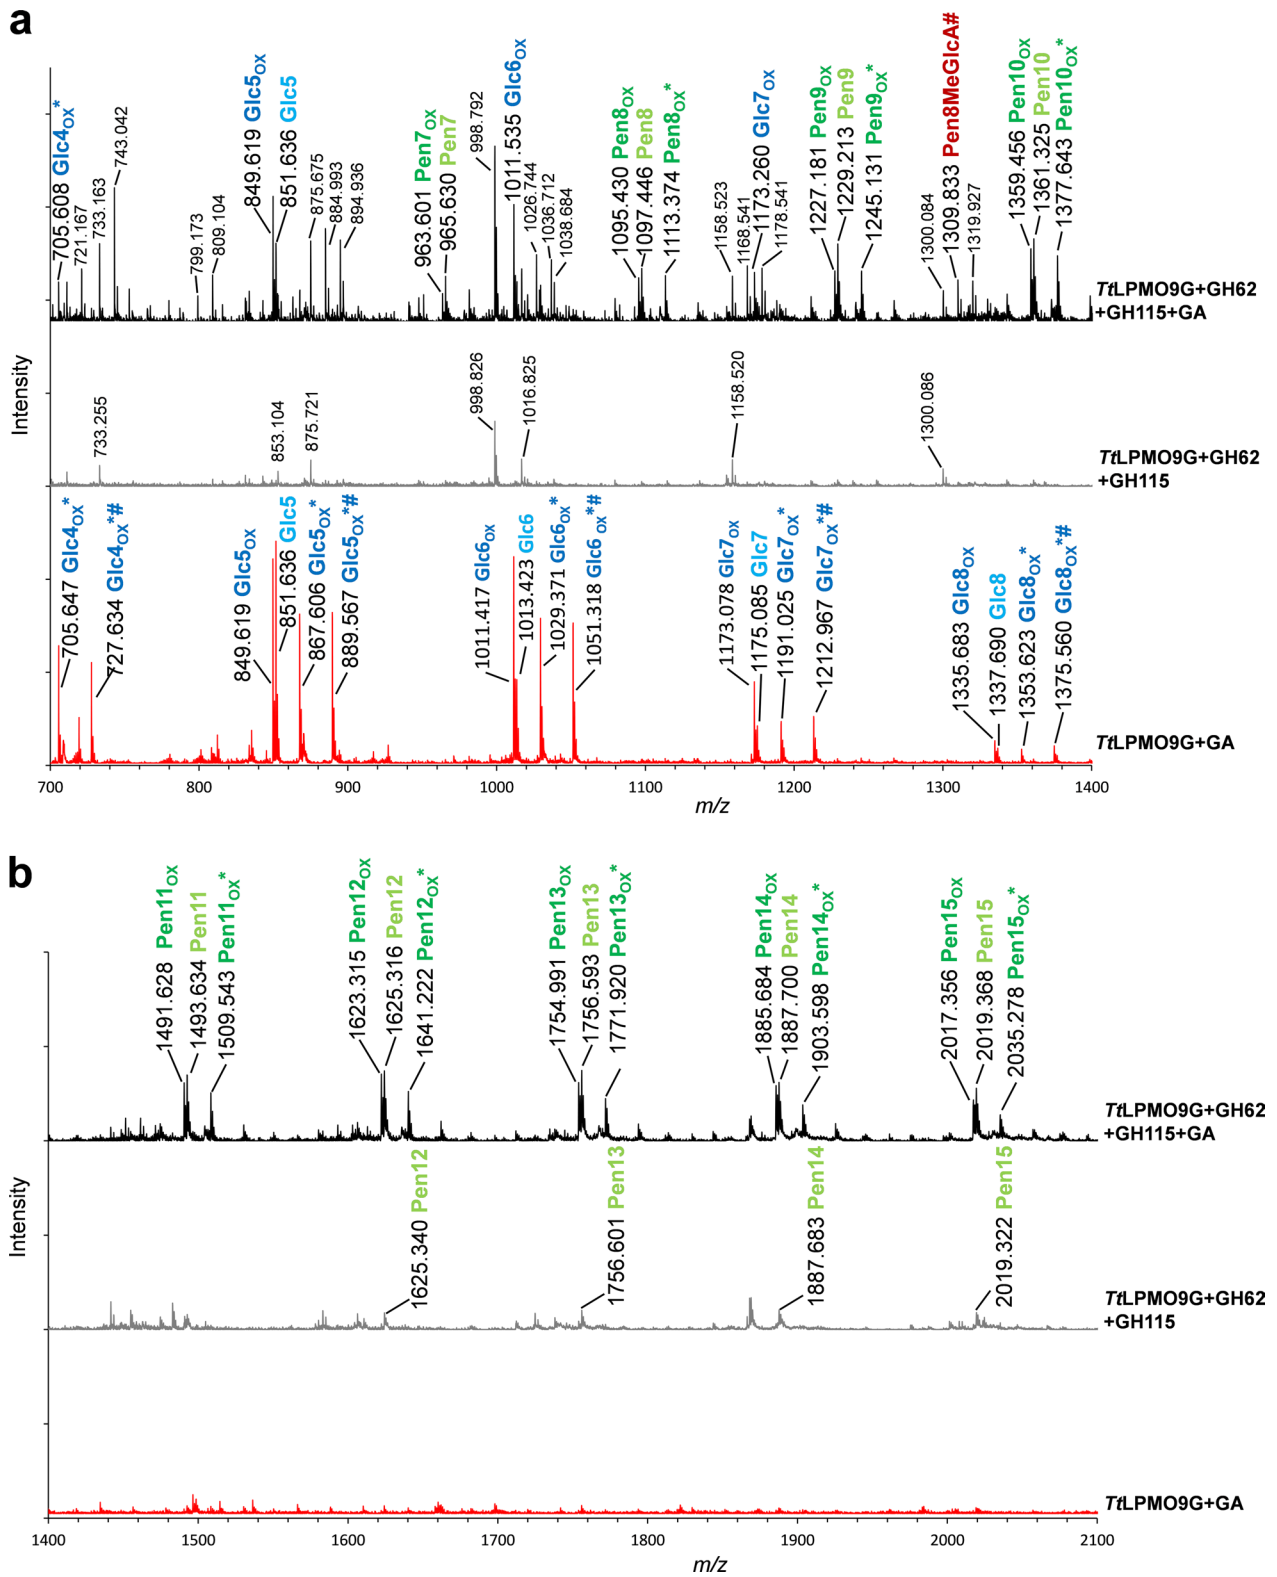 a
705.608 Glc4OX*
721.167
733.163
743.042
799.173
809.104
849.619 Glc5OX
851.636 Glc5
875.675
884.993
894.936
963.601 Pen7OX
965.630 Pen7
998.792
1011.535 Glc6OX
1026.744
1036.712
1038.684
1095.430 Pen8OX
1097.446 Pen8
1113.374 Pen8OX*
1158.523
1168.541
1173.260 Glc7OX
1178.541
1227.181 Pen9OX
1229.213 Pen9
1245.131 Pen9OX*
1300.084
1309.833 Pen8MeGlcA#
1319.927
1359.456 Pen10OX
1361.325 Pen10
1377.643 Pen10OX*
TtLPMO9G+GH62
+GH115+GA
Intensity
733.255
853.104
875.721
998.826
1016.825
1158.520
1300.086
TtLPMO9G+GH62
+GH115
705.647 Glc4OX*
727.634 Glc4OX*#
849.619 Glc5OX
851.636 Glc5
867.606 Glc5OX*
889.567 Glc5OX*#
1011.417 Glc6OX
1013.423 Glc6
1029.371 Glc6OX*
1051.318 Glc6OX*#
1173.078 Glc7OX
1175.085 Glc7
1191.025 Glc7OX*
1212.967 Glc7OX*#
1335.683 Glc8OX
1337.690 Glc8
1353.623 Glc8OX*
1375.560 Glc8OX*#
TtLPMO9G+GA
700 800 900 1000 1100 1200 1300 1400
m/z
b
1491.628 Pen11OX
1493.634 Pen11
1509.543 Pen11OX*
1623.315 Pen12OX
1625.316 Pen12
1641.222 Pen12OX*
1754.991 Pen13OX
1756.593 Pen13
1771.920 Pen13OX*
1885.684 Pen14OX
1887.700 Pen14
1903.598 Pen14OX*
2017.356 Pen15OX
2019.368 Pen15
2035.278 Pen15OX*
TtLPMO9G+GH62
+GH115+GA
Intensity
1625.340 Pen12
1756.601 Pen13
1887.683 Pen14
2019.322 Pen15
TtLPMO9G+GH62
+GH115
TtLPMO9G+GA
1400 1500 1600 1700 1800 1900 2000 2100
m/z